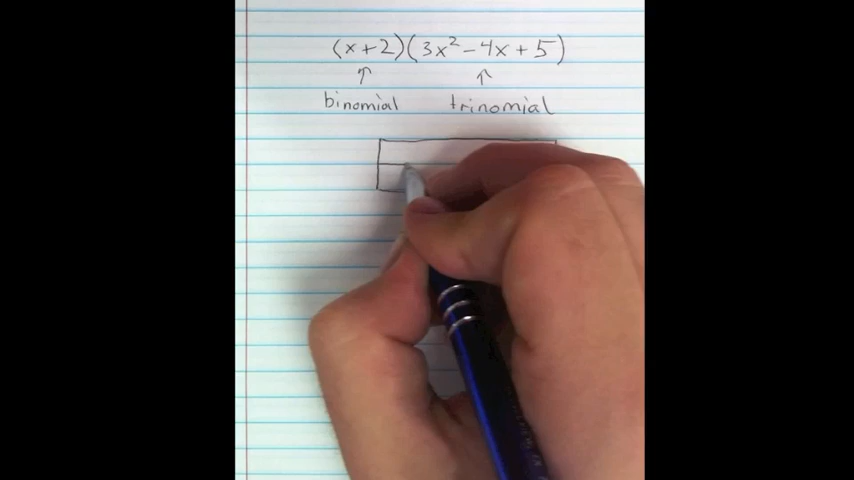 (x+2)(3x² - 4x + 5)
↑ ↑
binomial trinomial